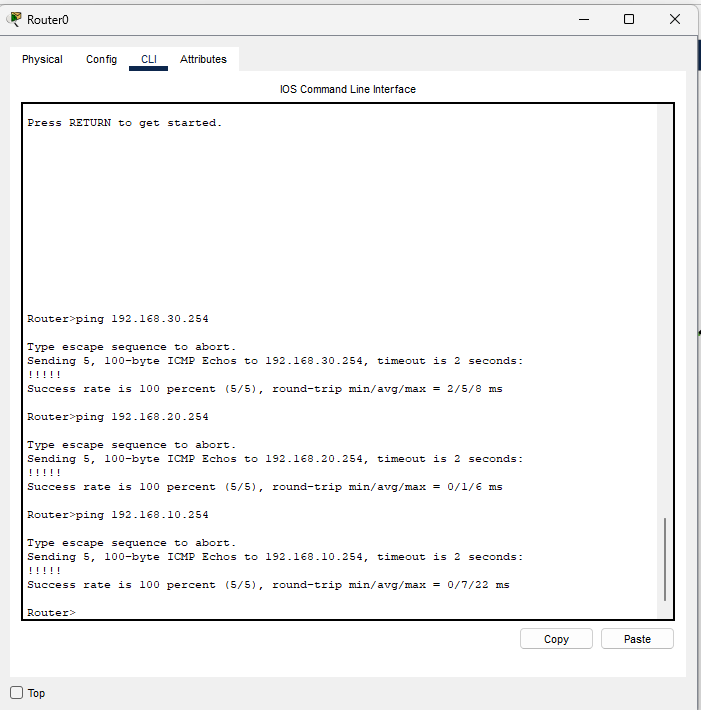 Router0
Physical Config CLI Attributes
IOS Command Line Interface
Press RETURN to get started.
Router>ping 192.168.30.254
Type escape sequence to abort.
Sending 5, 100-byte ICMP Echos to 192.168.30.254, timeout is 2 seconds:
!!!!!
Success rate is 100 percent (5/5), round-trip min/avg/max = 2/5/8 ms
Router>ping 192.168.20.254
Type escape sequence to abort.
Sending 5, 100-byte ICMP Echos to 192.168.20.254, timeout is 2 seconds:
!!!!!
Success rate is 100 percent (5/5), round-trip min/avg/max = 0/1/6 ms
Router>ping 192.168.10.254
Type escape sequence to abort.
Sending 5, 100-byte ICMP Echos to 192.168.10.254, timeout is 2 seconds:
!!!!!
Success rate is 100 percent (5/5), round-trip min/avg/max = 0/7/22 ms
Router>
Copy Paste
Top